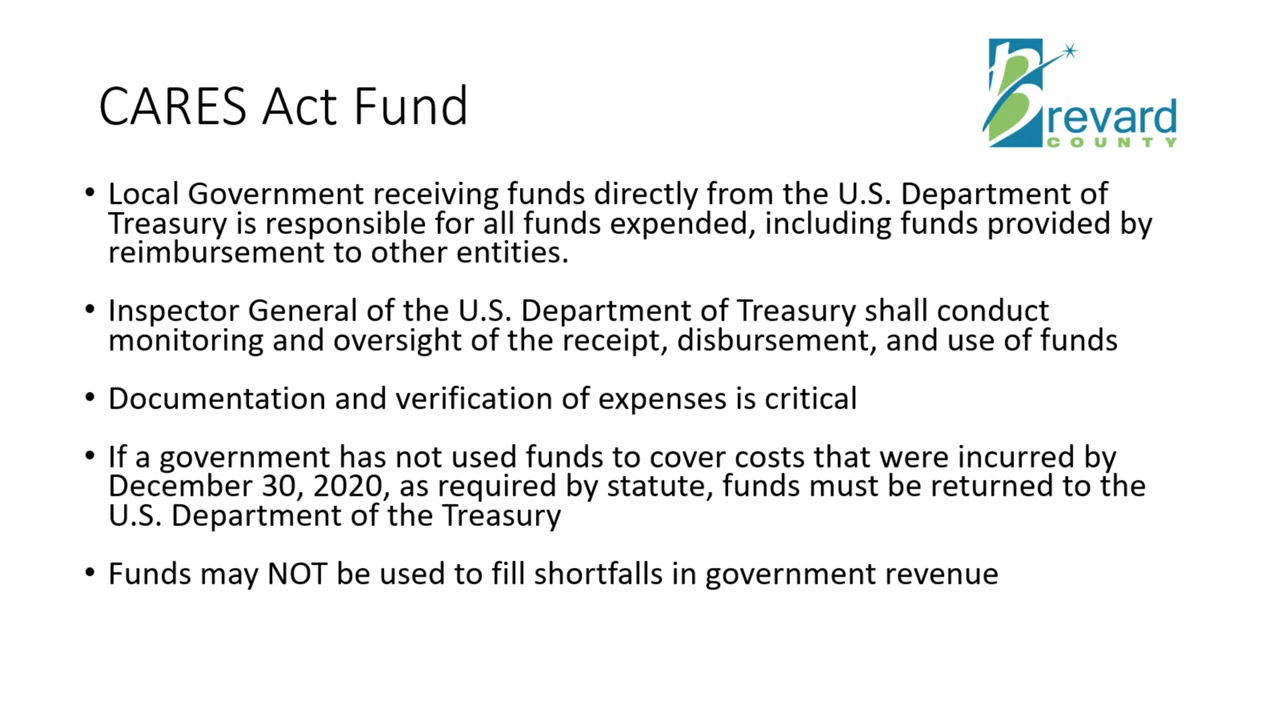 CARES Act Fund
Brevard
COUNTY
• Local Government receiving funds directly from the U.S. Department of
Treasury is responsible for all funds expended, including funds provided by
reimbursement to other entities.
• Inspector General of the U.S. Department of Treasury shall conduct
monitoring and oversight of the receipt, disbursement, and use of funds
• Documentation and verification of expenses is critical
• If a government has not used funds to cover costs that were incurred by
December 30, 2020, as required by statute, funds must be returned to the
U.S. Department of the Treasury
• Funds may NOT be used to fill shortfalls in government revenue